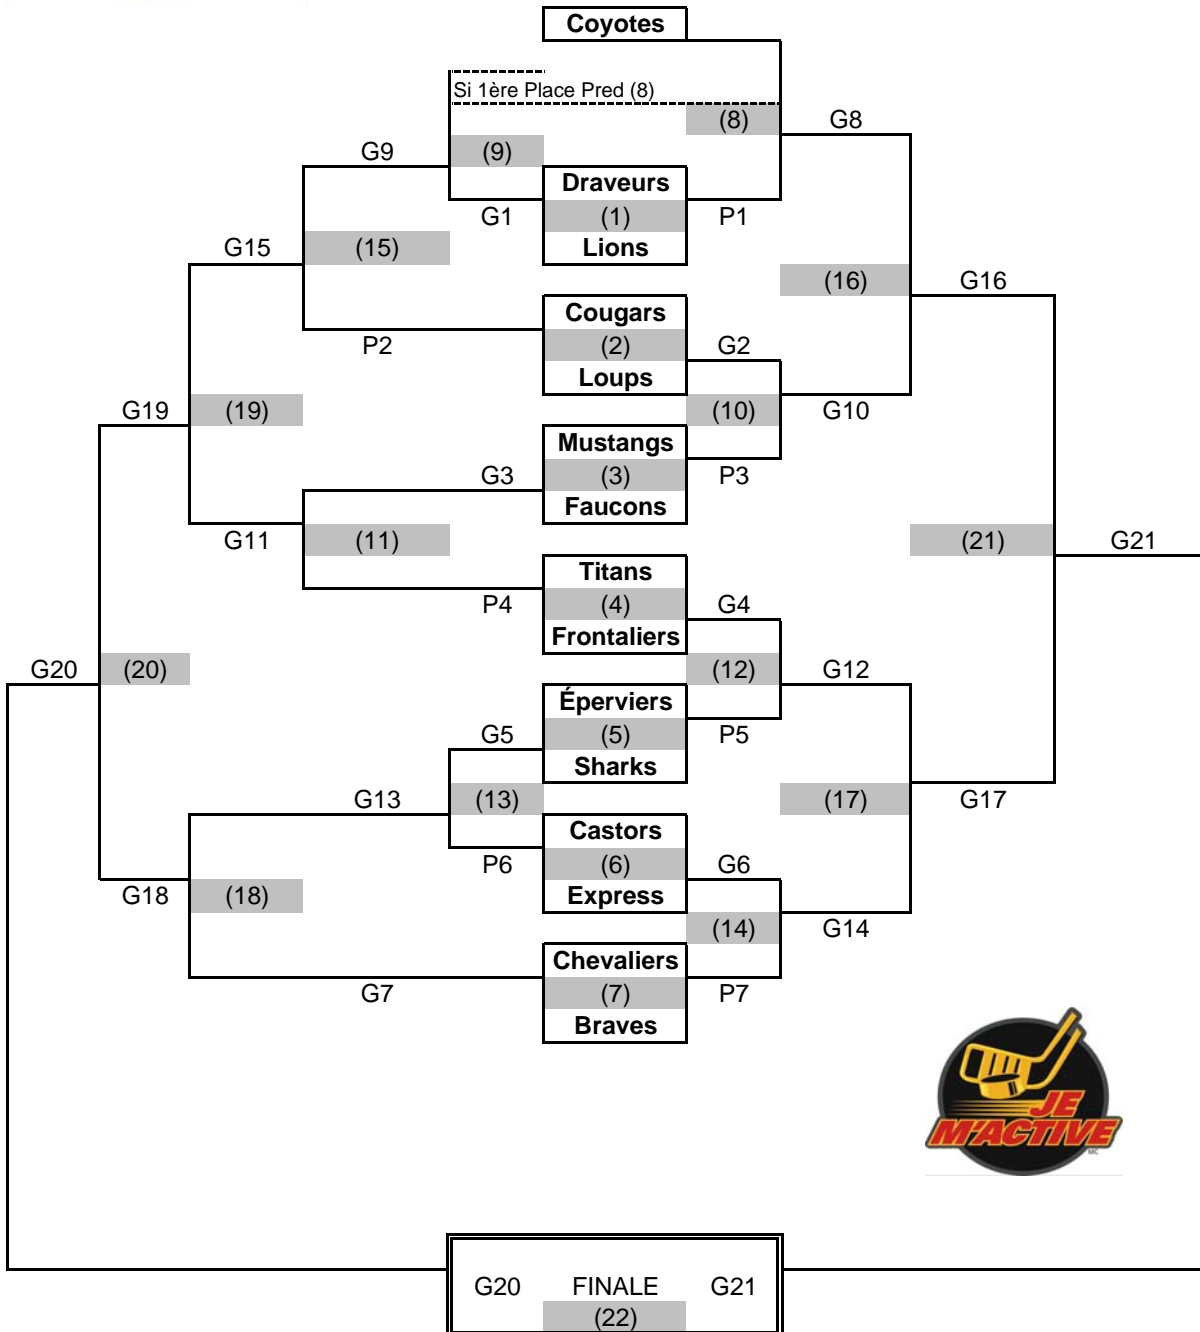 Coyotes
Si 1ère Place Pred (8)
(8) G8
G9 (9)
Draveurs
G1 (1) P1
G15 (15) Lions
(16) G16
Cougars
P2 (2) G2
Loups
G19 (19) (10) G10
Mustangs
G3 (3) P3
Faucons
G11 (11) (21) G21
Titans
P4 (4) G4
Frontaliers
G20 (20) (12) G12
Éperviers
G5 (5) P5
Sharks
G13 (13) (17) G17
Castors
P6 (6) G6
G18 (18) Express
(14) G14
Chevaliers
G7 (7) P7
Braves
JE
M'ACTIVE
MC
G20 FINALE G21
(22)